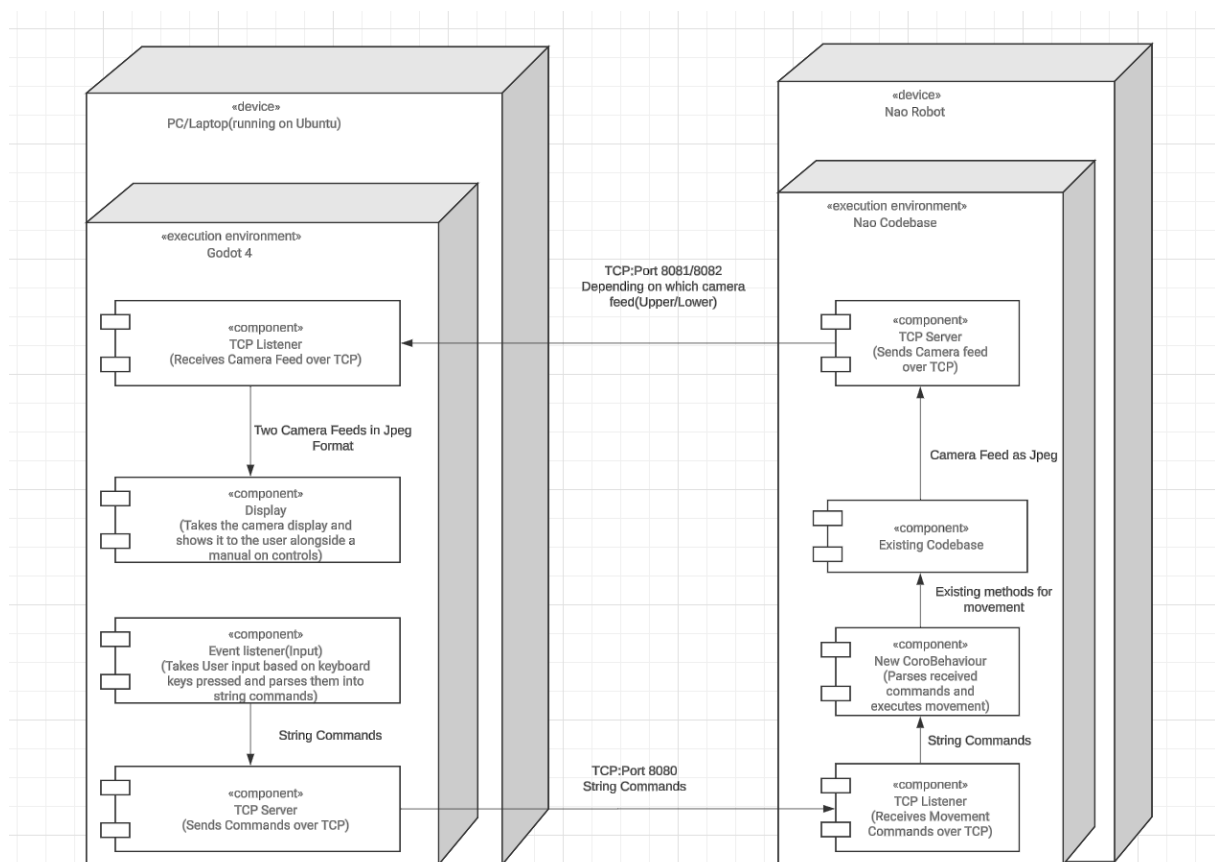 «device»
PC/Laptop(running on Ubuntu)
«execution environment»
Godot 4
«component»
TCP Listener
(Receives Camera Feed over TCP)
Two Camera Feeds in Jpeg
Format
«component»
Display
(Takes the camera display and
shows it to the user alongside a
manual on controls)
«component»
Event listener(Input)
(Takes User input based on keyboard
keys pressed and parses them into
string commands)
String Commands
«component»
TCP Server
(Sends Commands over TCP)
TCP:Port 8081/8082
Depending on which camera
feed(Upper/Lower)
TCP:Port 8080
String Commands
«device»
Nao Robot
«execution environment»
Nao Codebase
«component»
TCP Server
(Sends Camera feed
over TCP)
Camera Feed as Jpeg
«component»
Existing Codebase
Existing methods for
movement
«component»
New CoroBehaviour
(Parses received
commands and
executes movement)
String Commands
«component»
TCP Listener
(Receives Movement
Commands over TCP)